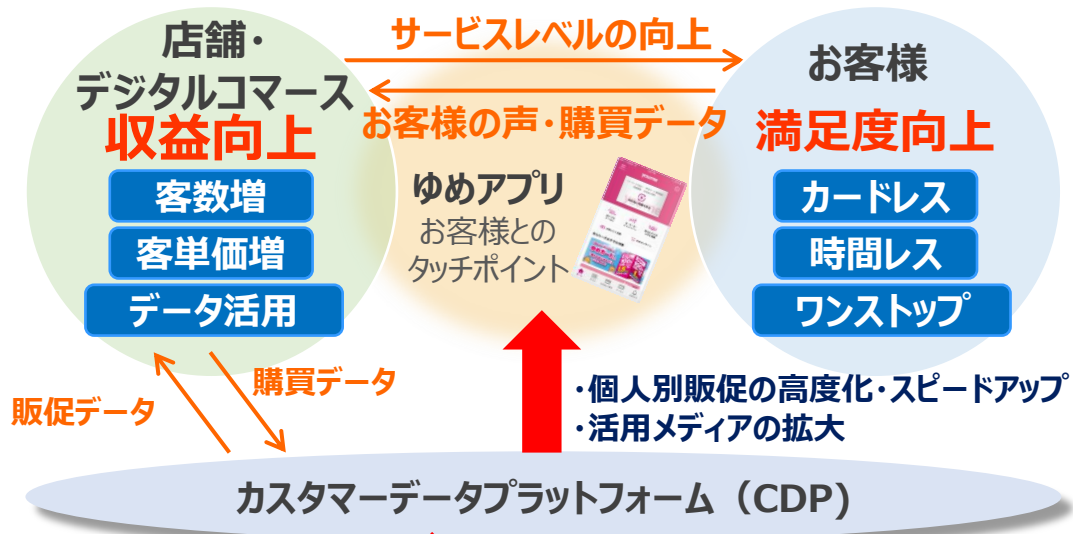 店舗・
デジタルコマース
収益向上
客数増
客単価増
データ活用
サービスレベルの向上
お客様の声・購買データ
ゆめアプリ
お客様との
タッチポイント
お客様
満足度向上
カードレス
時間レス
ワンストップ
販促データ
購買データ
・個人別販促の高度化・スピードアップ
・活用メディアの拡大
カスタマーデータプラットフォーム（CDP)